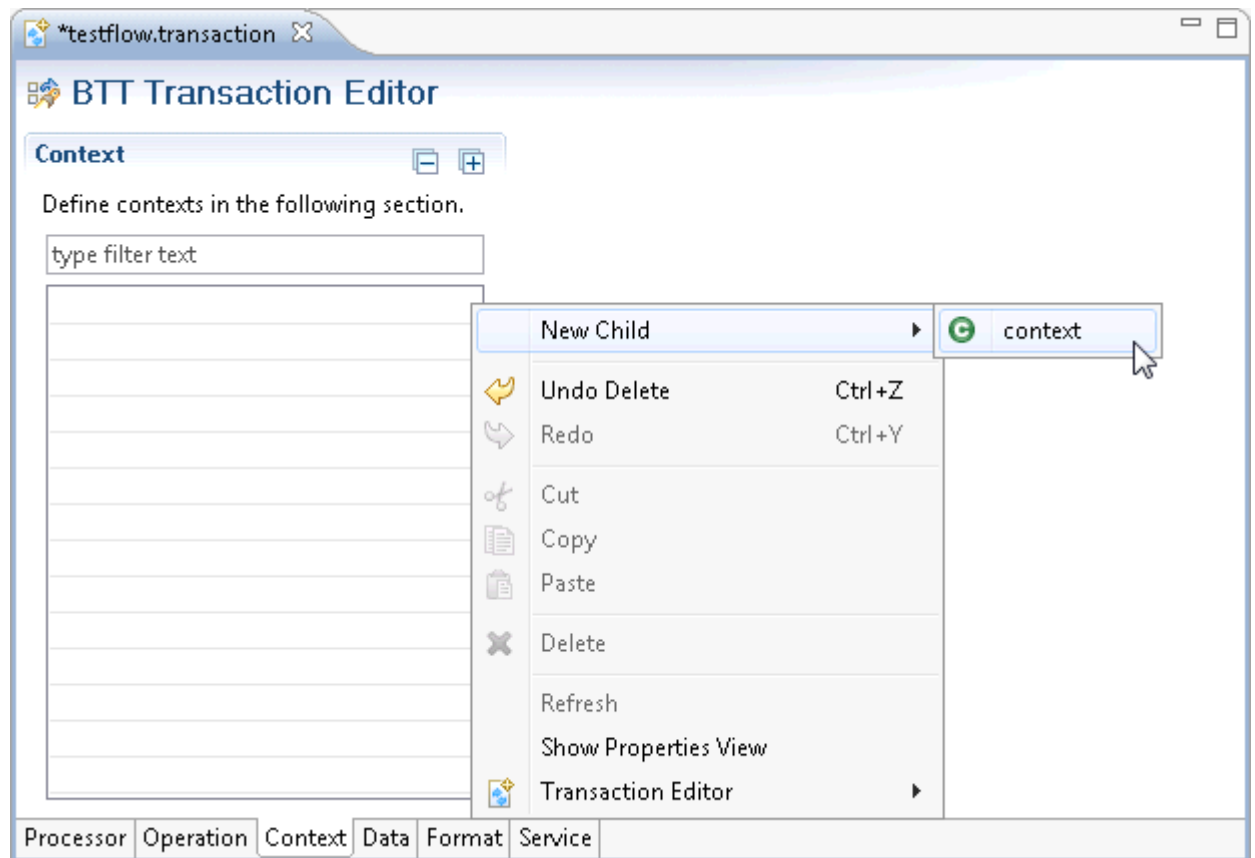 *testflow.transaction
BTT Transaction Editor
Context
Define contexts in the following section.
type filter text
New Child
context
Undo Delete Ctrl+Z
Redo Ctrl+Y
Cut
Copy
Paste
Delete
Refresh
Show Properties View
Transaction Editor
Processor Operation Context Data Format Service